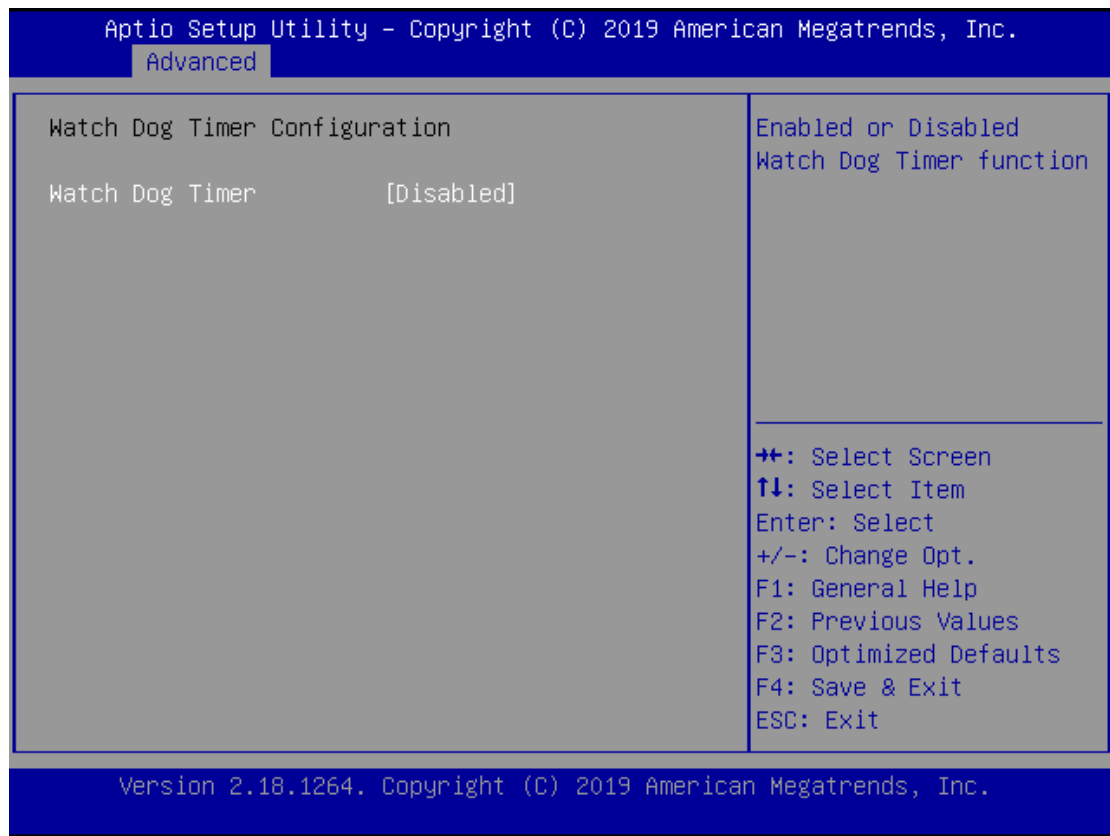 Aptio Setup Utility – Copyright (C) 2019 American Megatrends, Inc.
Advanced
Watch Dog Timer Configuration
Watch Dog Timer [Disabled]
Enabled or Disabled
Watch Dog Timer function
→←: Select Screen
↑↓: Select Item
Enter: Select
+/-: Change Opt.
F1: General Help
F2: Previous Values
F3: Optimized Defaults
F4: Save & Exit
ESC: Exit
Version 2.18.1264. Copyright (C) 2019 American Megatrends, Inc.